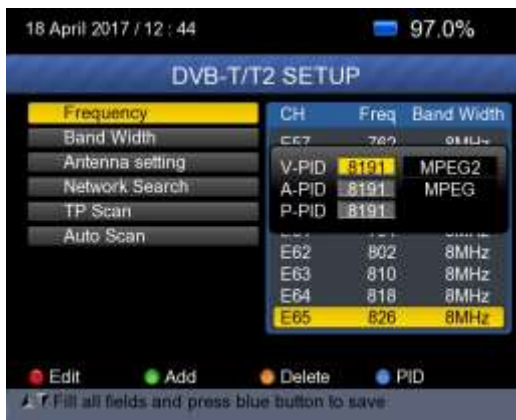 18 April 2017 / 12 : 44 97.0%
DVB-T/T2 SETUP
Frequency
Band Width
Antenna setting
Network Search
TP Scan
Auto Scan
CH Freq Band Width
E57 762 8MHz
V-PID 8191 MPEG2
A-PID 8191 MPEG
P-PID 8191
E62 802 8MHz
E63 810 8MHz
E64 818 8MHz
E65 826 8MHz
Edit Add Delete PID
Fill all fields and press blue button to save